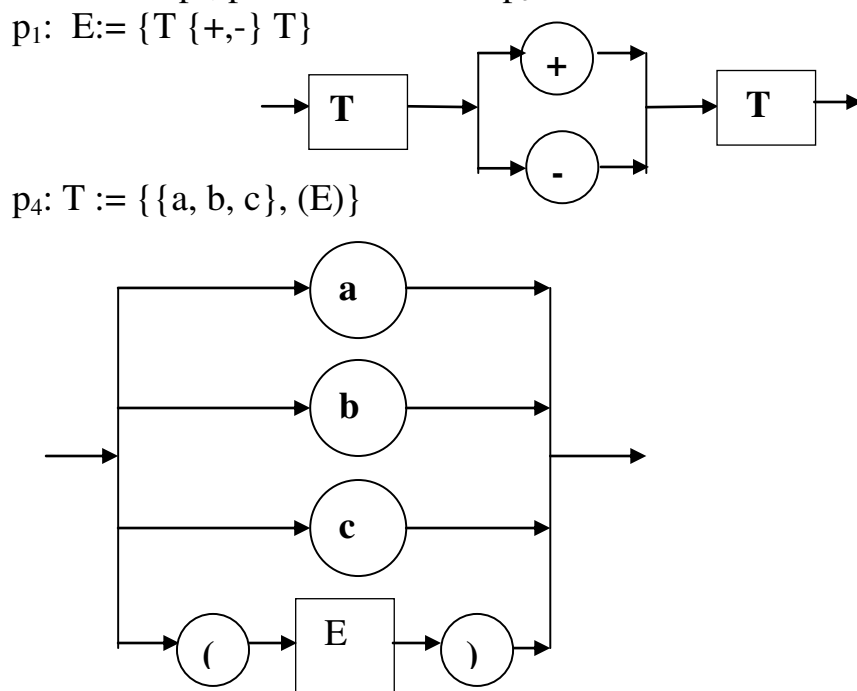 p₁: E:= {T {+,-} T}
+
T
T
-
p₄: T := {{a, b, c}, (E)}
a
b
c
( E )